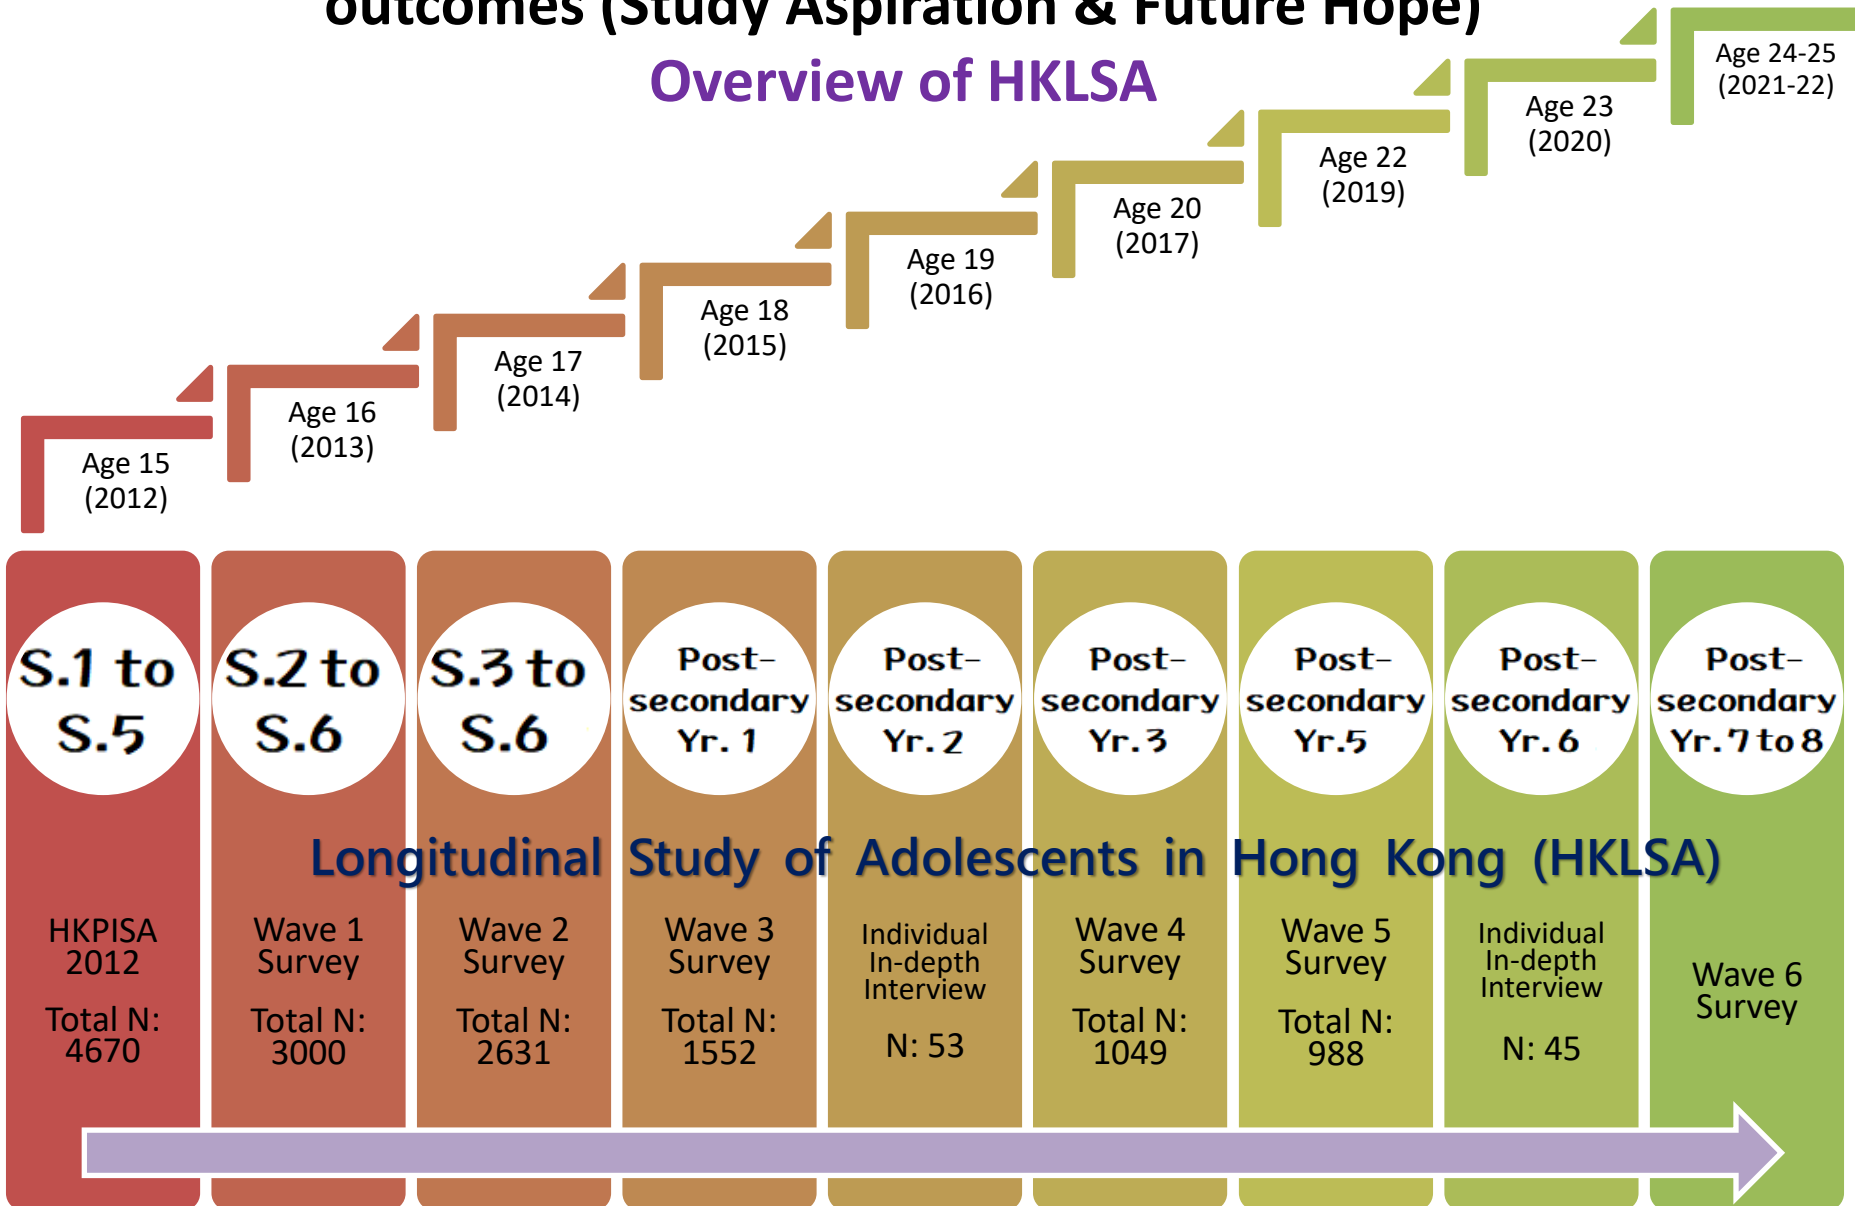 outcomes (Study Aspiration & Future Hope)
Overview of HKLSA
Age 15
(2012)
Age 16
(2013)
Age 17
(2014)
Age 18
(2015)
Age 19
(2016)
Age 20
(2017)
Age 22
(2019)
Age 23
(2020)
Age 24-25
(2021-22)
S.1 to
S.5
S.2 to
S.6
S.3 to
S.6
Post-
secondary
Yr. 1
Post-
secondary
Yr. 2
Post-
secondary
Yr. 3
Post-
secondary
Yr.5
Post-
secondary
Yr. 6
Post-
secondary
Yr.7 to 8
Longitudinal Study of Adolescents in Hong Kong (HKLSA)
HKPISA
2012
Total N:
4670
Wave 1
Survey
Total N:
3000
Wave 2
Survey
Total N:
2631
Wave 3
Survey
Total N:
1552
Individual
In-depth
Interview
N: 53
Wave 4
Survey
Total N:
1049
Wave 5
Survey
Total N:
988
Individual
In-depth
Interview
N: 45
Wave 6
Survey